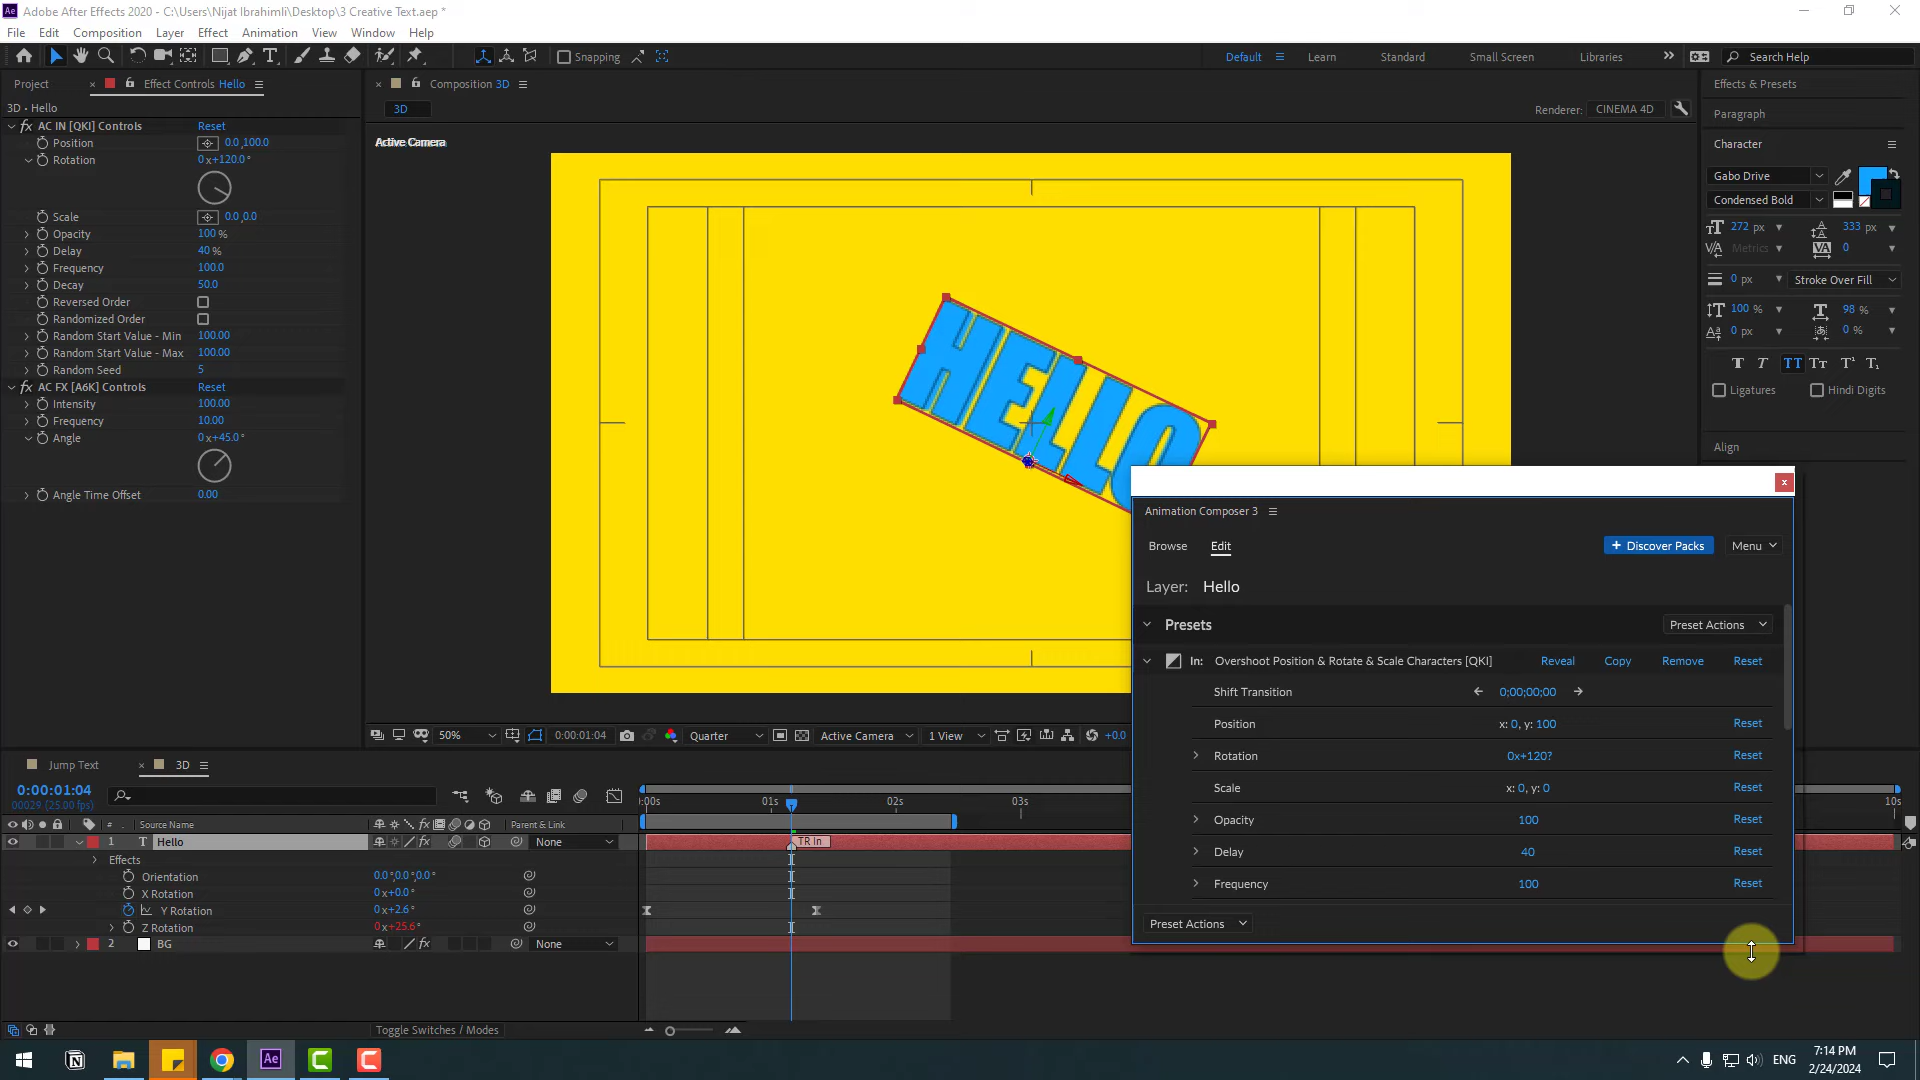 Adobe After Effects 2020 - C:\Users\Nijat Ibrahimli\Desktop\3 Creative Text.aep *
File Edit Composition Layer Effect Animation View Window Help
Snapping Default Learn Standard Small Screen Libraries Search Help
Project Effect Controls Hello
Composition 3D
Effects & Presets
3D • Hello
3D
Renderer: CINEMA 4D
Paragraph
AC IN [QKI] Controls Reset
Position 0.0,100.0
Rotation 0x+120.0°
Scale 0.0,0.0
Opacity 100 %
Delay 40 %
Frequency 100.0
Decay 50.0
Reversed Order
Randomized Order
Random Start Value - Min 100.00
Random Start Value - Max 100.00
Random Seed 5
AC FX [A6K] Controls Reset
Intensity 100.00
Frequency 10.00
Angle 0x+45.0°
Angle Time Offset 0.00
Active Camera
HELLO
Character
Gabo Drive
Condensed Bold
272 px 333 px
Metrics 0
0 px Stroke Over Fill
100 % 98 %
0 px 0 %
Ligatures Hindi Digits
Align
50% 0:00:01:04 Quarter Active Camera 1 View +0.0
Animation Composer 3
Browse Edit + Discover Packs Menu
Layer: Hello
Presets Preset Actions
In: Overshoot Position & Rotate & Scale Characters [QKI] Reveal Copy Remove Reset
Shift Transition 0;00;00;00
Position x: 0, y: 100 Reset
Rotation 0x+120? Reset
Scale x: 0, y: 0 Reset
Opacity 100 Reset
Delay 40 Reset
Frequency 100 Reset
Preset Actions
Jump Text 3D
0:00:01:04
00029 (25.00 fps)
:00s 01s 02s 03s 10s
# Source Name Parent & Link
1 T Hello None TR In
Effects
Orientation 0.0°,0.0°,0.0°
X Rotation 0x+0.0°
Y Rotation 0x+2.6°
Z Rotation 0x+25.6°
2 BG None
Toggle Switches / Modes
ENG 7:14 PM
2/24/2024